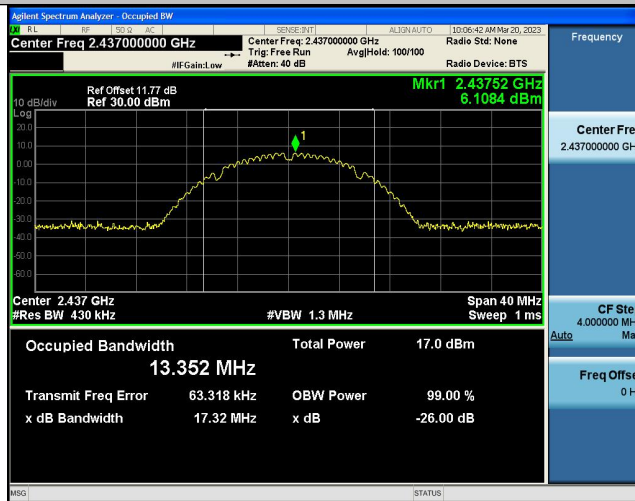 Agilent Spectrum Analyzer - Occupied BW
LXI RL RF 50 Ω AC SENSE:INT ALIGN AUTO 10:06:42 AM Mar 20, 2023
Center Freq 2.437000000 GHz
Center Freq: 2.437000000 GHz
Radio Std: None
Trig: Free Run Avg|Hold: 100/100
#IFGain:Low #Atten: 40 dB Radio Device: BTS
Frequency
Mkr1 2.43752 GHz
6.1084 dBm
Ref Offset 11.77 dB
10 dB/div Ref 30.00 dBm
Log
20.0
10.0
0.00
-10.0
-20.0
-30.0
-40.0
-50.0
-60.0
1
Center 2.437 GHz Span 40 MHz
#Res BW 430 kHz #VBW 1.3 MHz Sweep 1 ms
Center Fre
2.437000000 GH
CF Ste
4.000000 MH
Auto Ma
Freq Offse
0 H
Occupied Bandwidth Total Power 17.0 dBm
13.352 MHz
Transmit Freq Error 63.318 kHz OBW Power 99.00 %
x dB Bandwidth 17.32 MHz x dB -26.00 dB
MSG STATUS